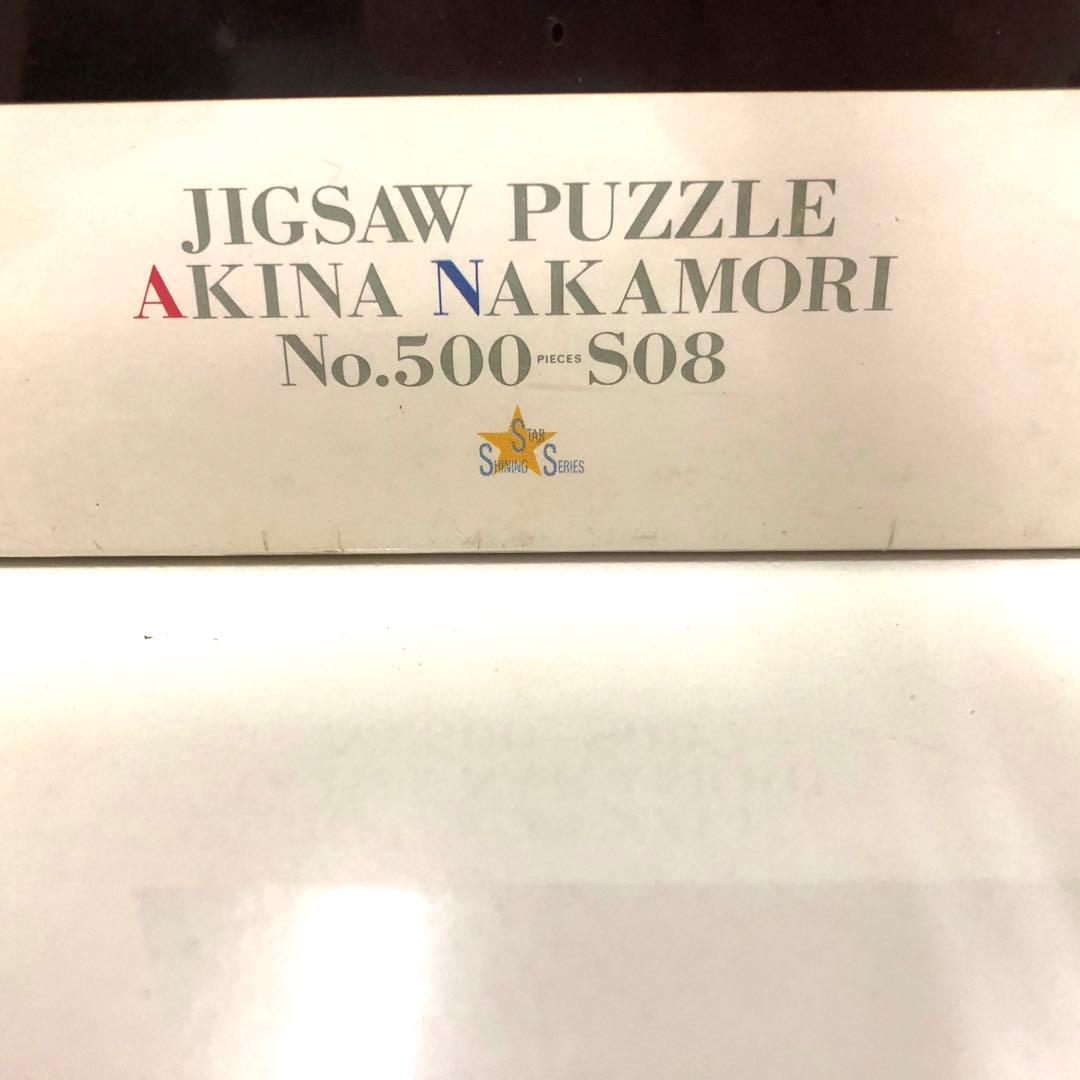 JIGSAW PUZZLE
AKINA NAKAMORI
No.500 PIECES S08
STAR
SHINING SERIES